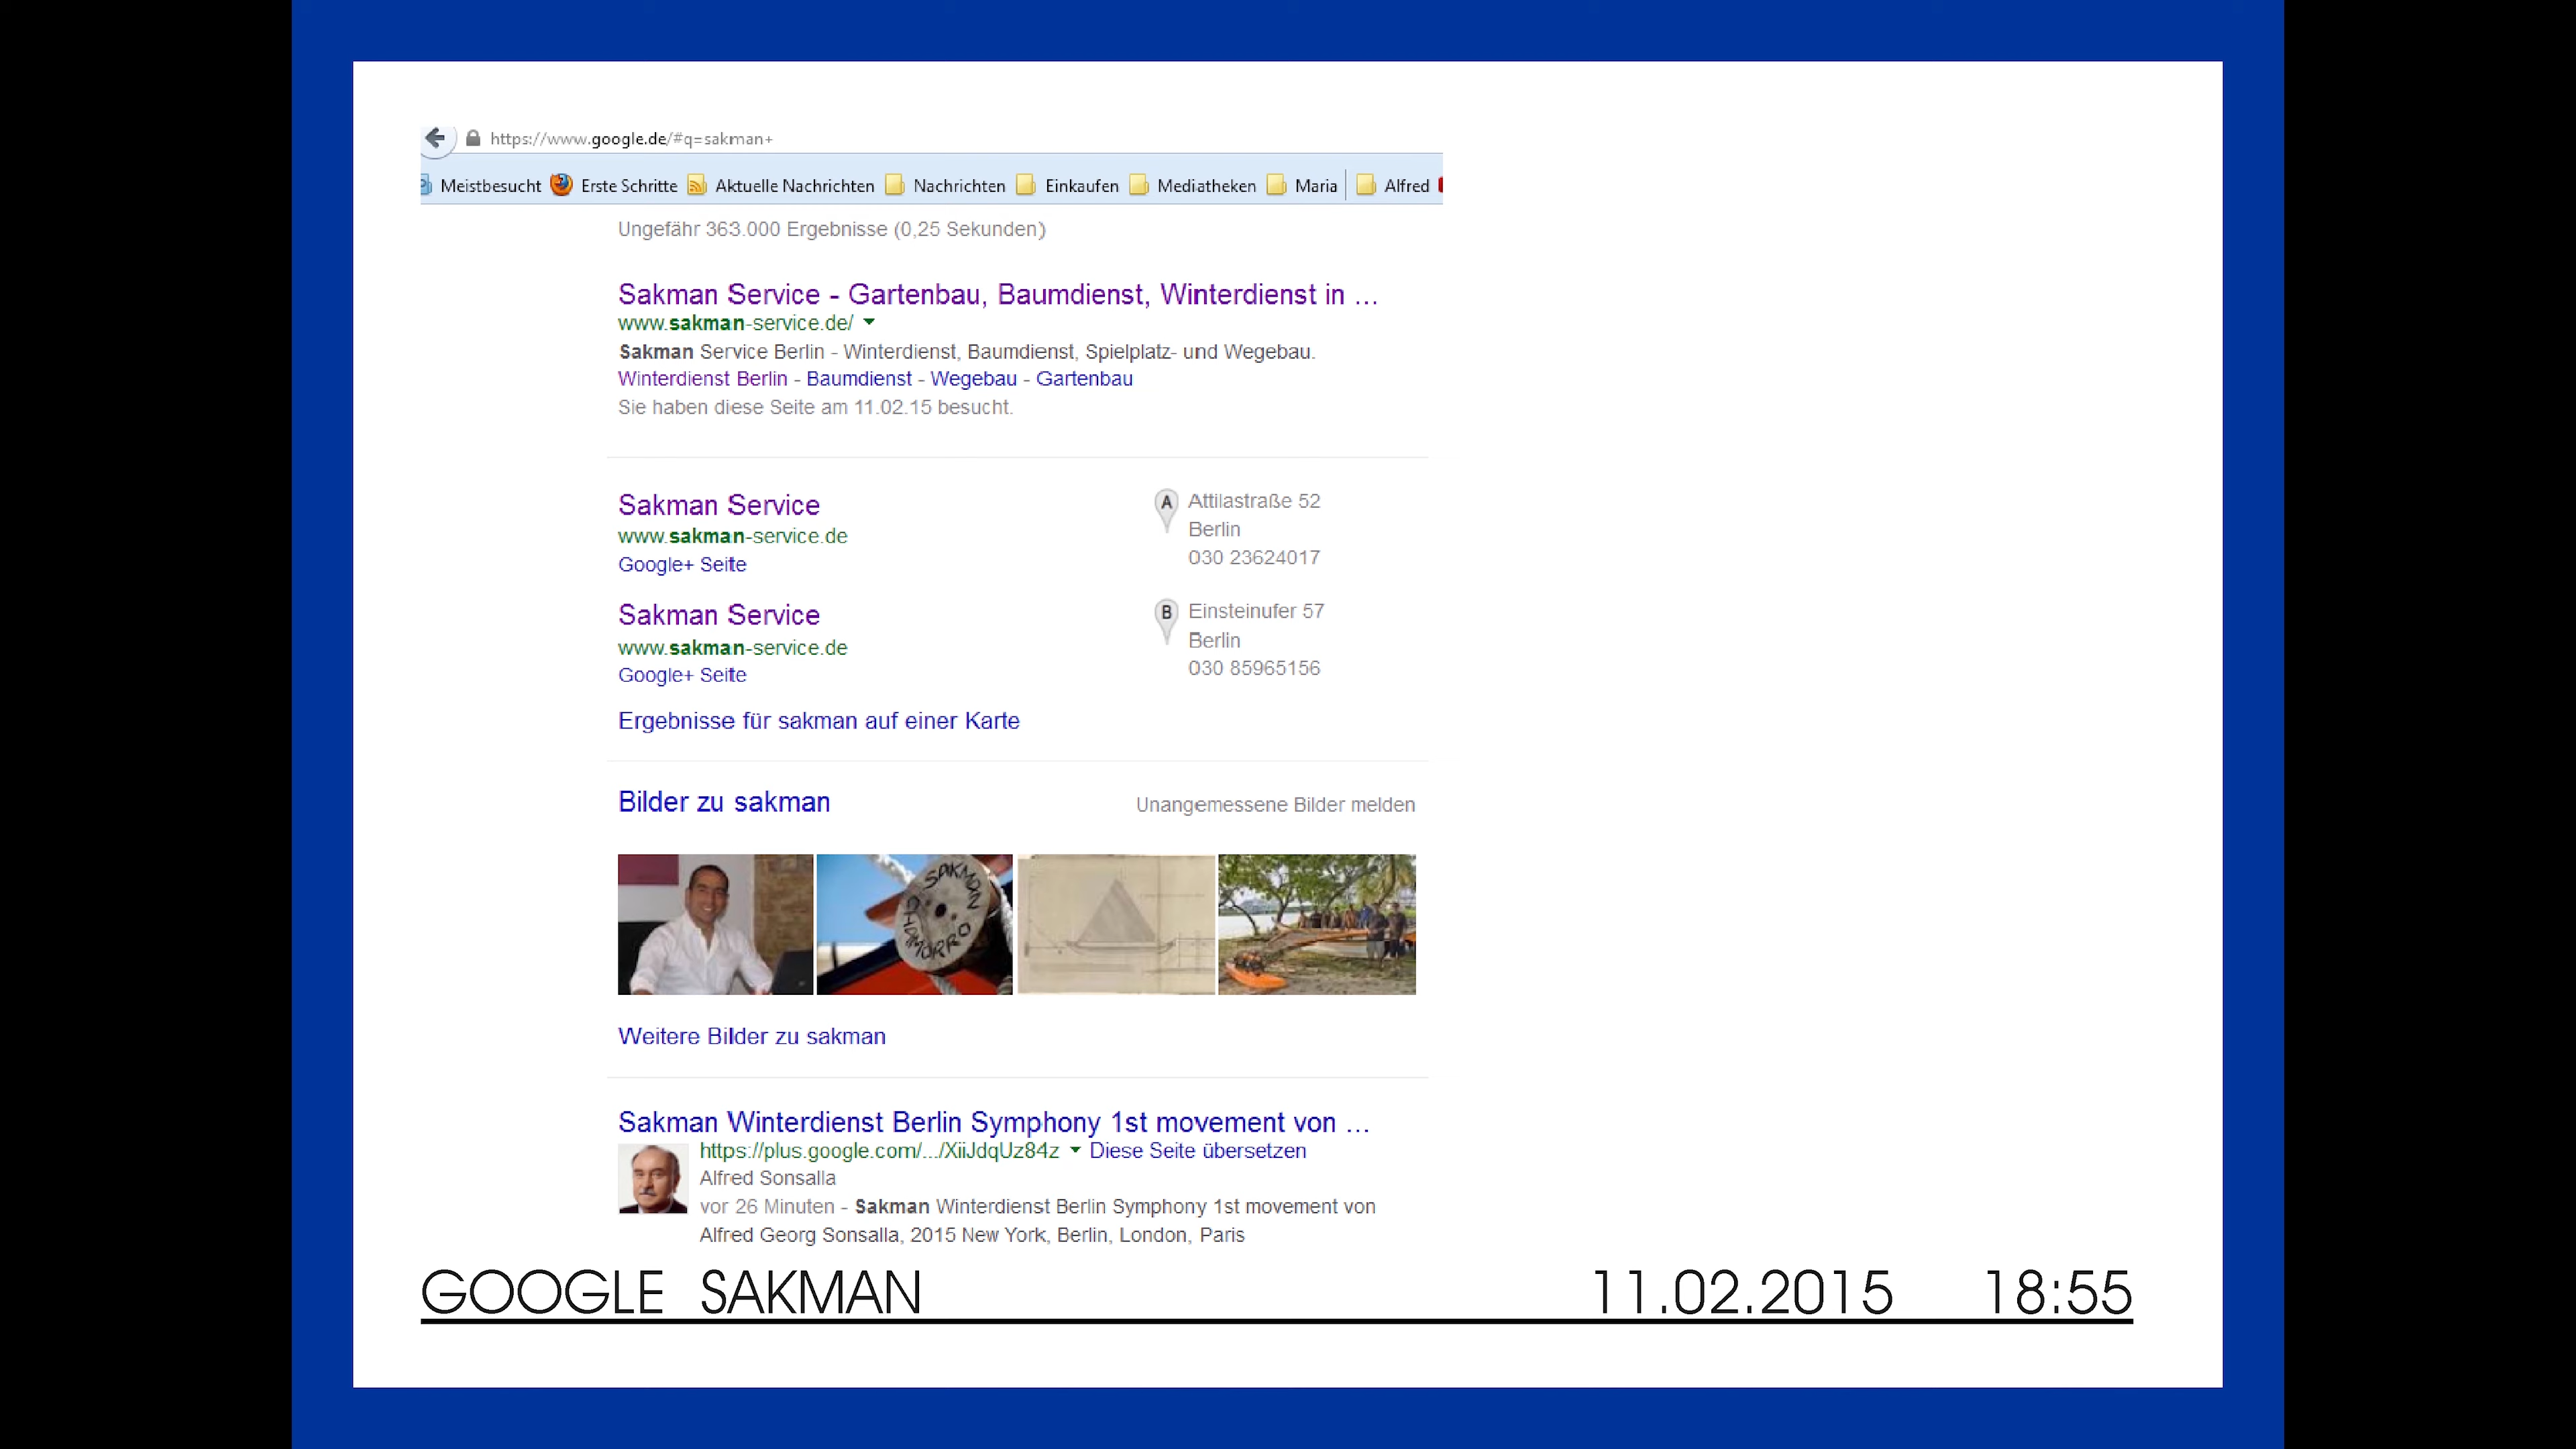 https://www.google.de/#q=sakman+
Meistbesucht Erste Schritte Aktuelle Nachrichten Nachrichten Einkaufen Mediatheken Maria Alfred
Ungefähr 363.000 Ergebnisse (0,25 Sekunden)
Sakman Service - Gartenbau, Baumdienst, Winterdienst in ...
www.sakman-service.de/
Sakman Service Berlin - Winterdienst, Baumdienst, Spielplatz- und Wegebau.
Winterdienst Berlin - Baumdienst - Wegebau - Gartenbau
Sie haben diese Seite am 11.02.15 besucht.
Sakman Service
www.sakman-service.de
Google+ Seite
A Attilastraße 52
Berlin
030 23624017
Sakman Service
www.sakman-service.de
Google+ Seite
B Einsteinufer 57
Berlin
030 85965156
Ergebnisse für sakman auf einer Karte
Bilder zu sakman
Unangemessene Bilder melden
SAKMAN
CHAMORRO
Weitere Bilder zu sakman
Sakman Winterdienst Berlin Symphony 1st movement von ...
https://plus.google.com/.../XiiJdqUz84z Diese Seite übersetzen
Alfred Sonsalla
vor 26 Minuten - Sakman Winterdienst Berlin Symphony 1st movement von
Alfred Georg Sonsalla, 2015 New York, Berlin, London, Paris
GOOGLE SAKMAN 11.02.2015 18:55